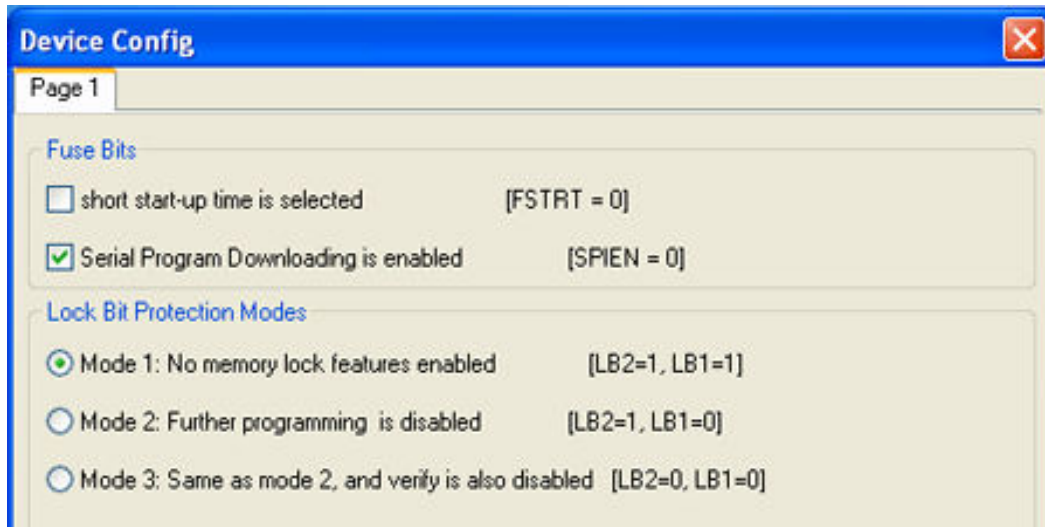 Device Config
Page 1
Fuse Bits
short start-up time is selected [FSTRT = 0]
Serial Program Downloading is enabled [SPIEN = 0]
Lock Bit Protection Modes
Mode 1: No memory lock features enabled [LB2=1, LB1=1]
Mode 2: Further programming is disabled [LB2=1, LB1=0]
Mode 3: Same as mode 2, and verify is also disabled [LB2=0, LB1=0]